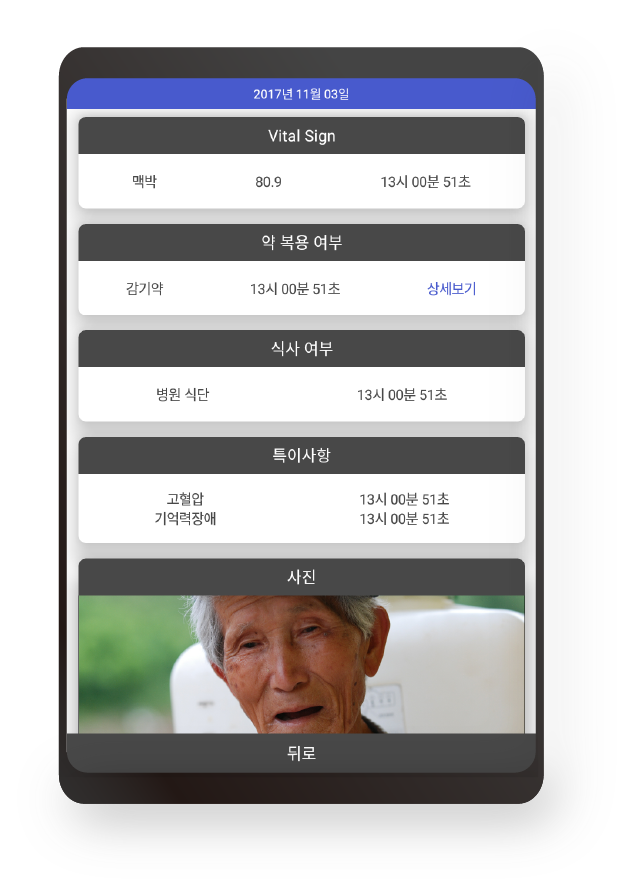 2017년 11월 03일
Vital Sign
맥박 80.9 13시 00분 51초
약 복용 여부
감기약 13시 00분 51초 상세보기
식사 여부
병원 식단 13시 00분 51초
특이사항
고혈압 13시 00분 51초
기억력장애 13시 00분 51초
사진
뒤로